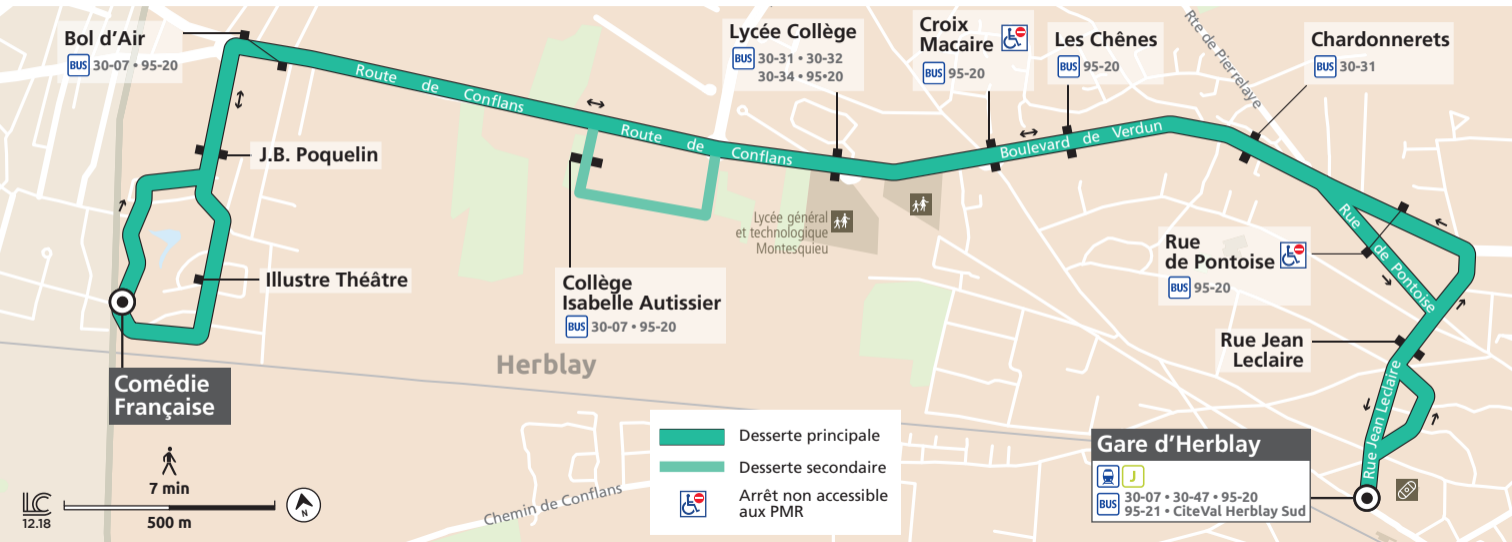 Bol d'Air
BUS 30-07 • 95-20
J.B. Poquelin
Illustre Théâtre
Comédie
Française
7 min
500 m
LC
12.18
N
Route de Conflans
Route de Conflans
Collège
Isabelle Autissier
BUS 30-07 • 95-20
Herblay
Lycée Collège
BUS 30-31 • 30-32
30-34 • 95-20
Lycée général
et technologique
Montesquieu
Croix
Macaire
BUS 95-20
Les Chênes
BUS 95-20
Boulevard de Verdun
Rte de Pierrelaye
Chardonnerets
BUS 30-31
Rue
de Pontoise
BUS 95-20
Rue de Pontoise
Rue Jean
Leclaire
Rue Jean Leclaire
Gare d'Herblay
J
BUS 30-07 • 30-47 • 95-20
95-21 • CiteVal Herblay Sud
Chemin de Conflans
Desserte principale
Desserte secondaire
Arrêt non accessible
aux PMR